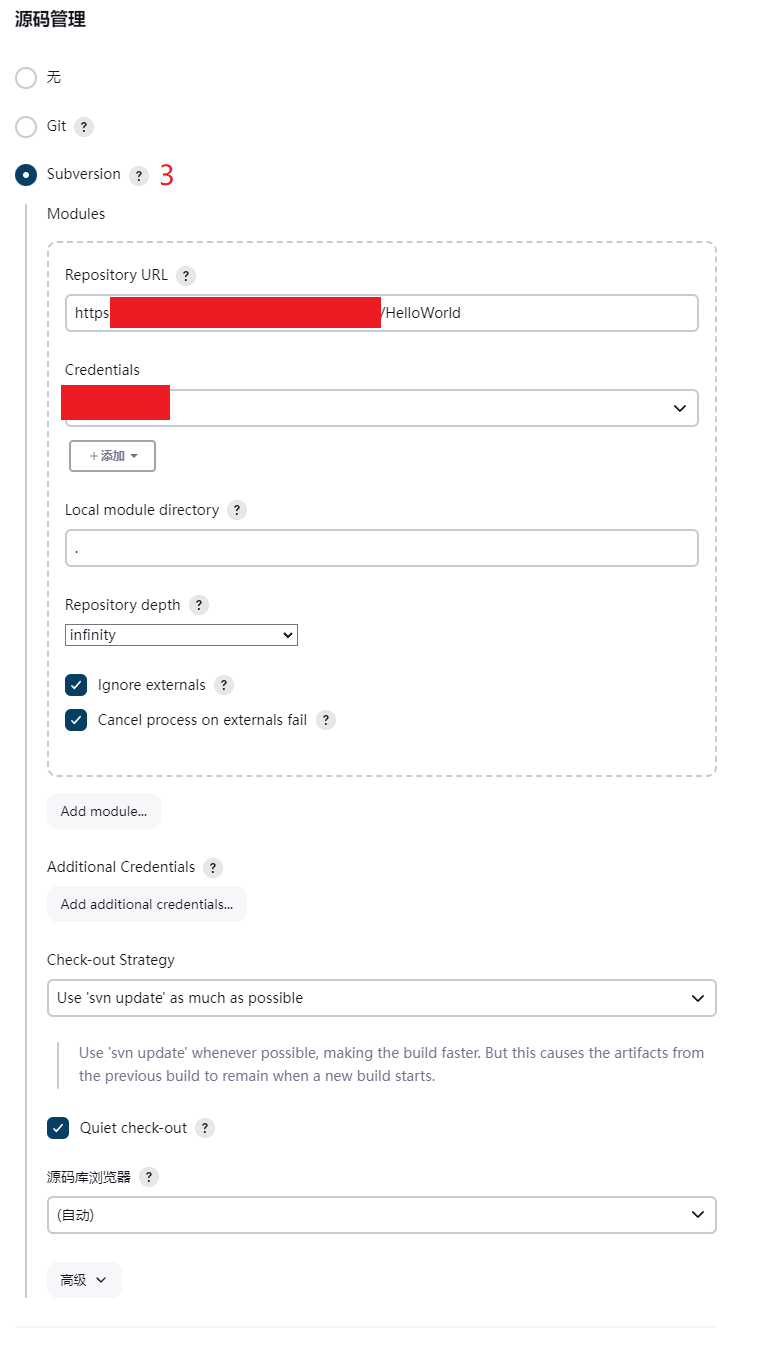 源码管理
无
Git ?
Subversion ? 3
Modules
Repository URL ?
https /HelloWorld
Credentials
+ 添加
Local module directory ?
.
Repository depth ?
infinity
Ignore externals ?
Cancel process on externals fail ?
Add module...
Additional Credentials ?
Add additional credentials...
Check-out Strategy
Use 'svn update' as much as possible
Use 'svn update' whenever possible, making the build faster. But this causes the artifacts from
the previous build to remain when a new build starts.
Quiet check-out ?
源码库浏览器 ?
(自动)
高级